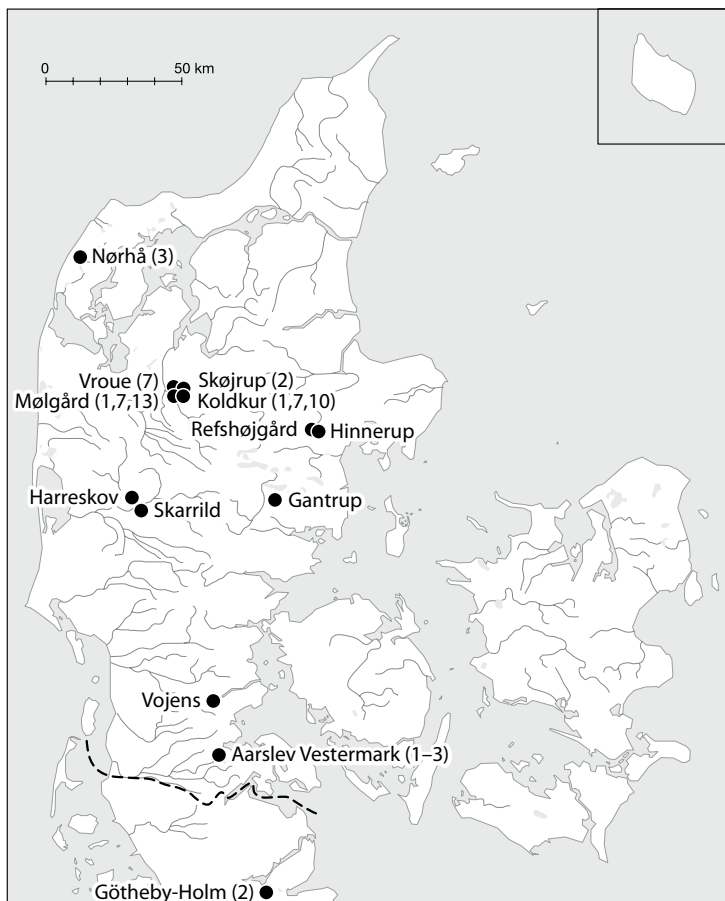 0 50 km
Nørhå (3)
Vroue (7) Skøjrup (2)
Mølgård (1,7-13) Koldkur (1,7,10)
Refshøjgård Hinnerup
Harreskov
Skarrild
Gantrup
Vojens
Aarslev Vestermark (1–3)
Götheby-Holm (2)